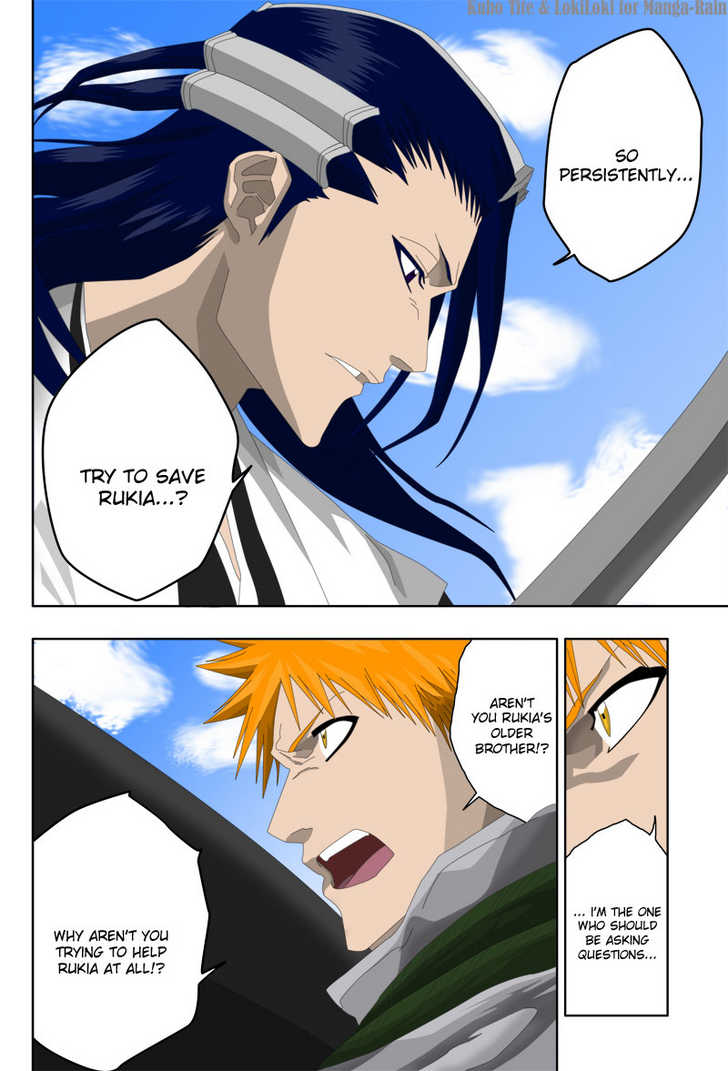 Kubo Tite & LokiLoki for Manga-Rain
SO
PERSISTENTLY...
TRY TO SAVE
RUKIA...?
... I'M THE ONE
WHO SHOULD
BE ASKING
QUESTIONS...
AREN'T
YOU RUKIA'S
OLDER
BROTHER!?
WHY AREN'T YOU
TRYING TO HELP
RUKIA AT ALL!?